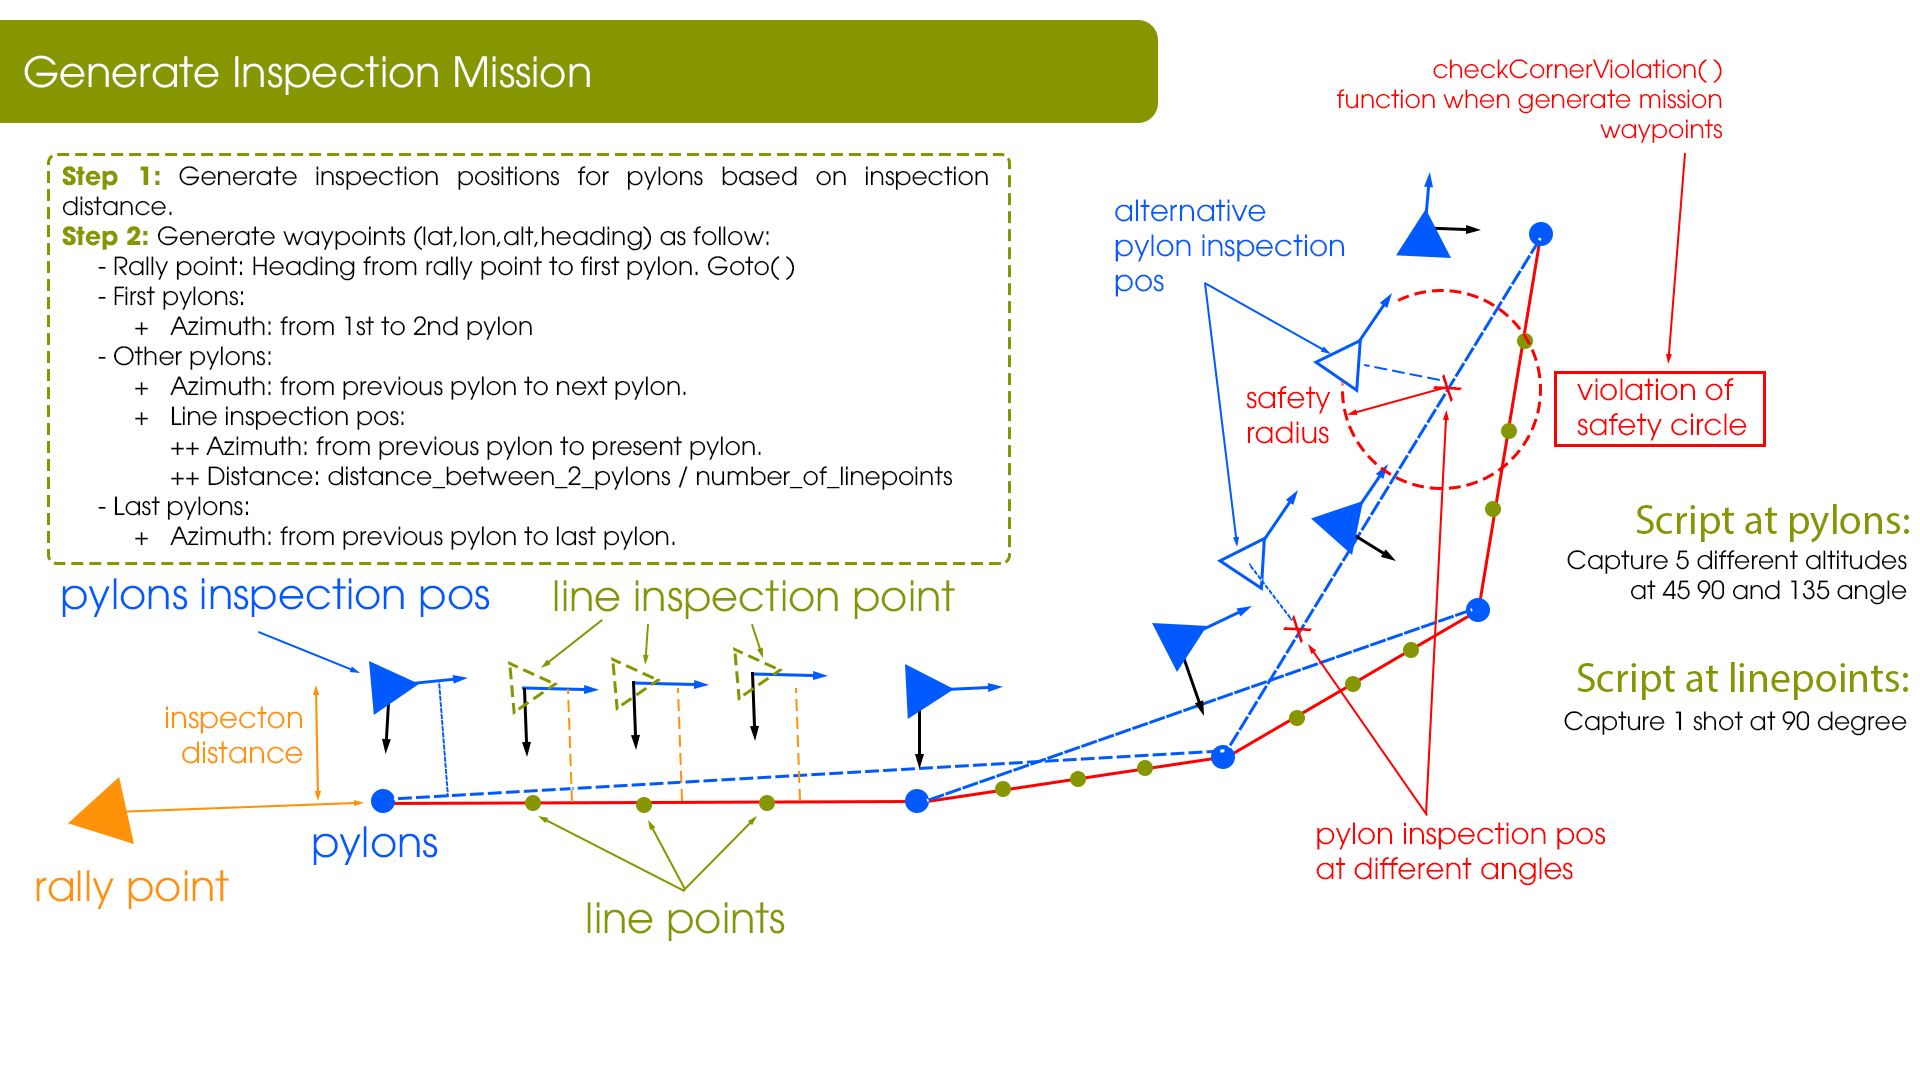 Generate Inspection Mission
checkCornerViolation( )
function when generate mission
waypoints
Step 1: Generate inspection positions for pylons based on inspection
distance.
Step 2: Generate waypoints (lat,lon,alt,heading) as follow:
- Rally point: Heading from rally point to first pylon. Goto( )
- First pylons:
+ Azimuth: from 1st to 2nd pylon
- Other pylons:
+ Azimuth: from previous pylon to next pylon.
+ Line inspection pos:
++ Azimuth: from previous pylon to present pylon.
++ Distance: distance_between_2_pylons / number_of_linepoints
- Last pylons:
+ Azimuth: from previous pylon to last pylon.
alternative
pylon inspection
pos
safety
radius
violation of
safety circle
Script at pylons:
Capture 5 different altitudes
at 45 90 and 135 angle
Script at linepoints:
Capture 1 shot at 90 degree
pylons inspection pos
line inspection point
inspecton
distance
pylons
rally point
line points
pylon inspection pos
at different angles